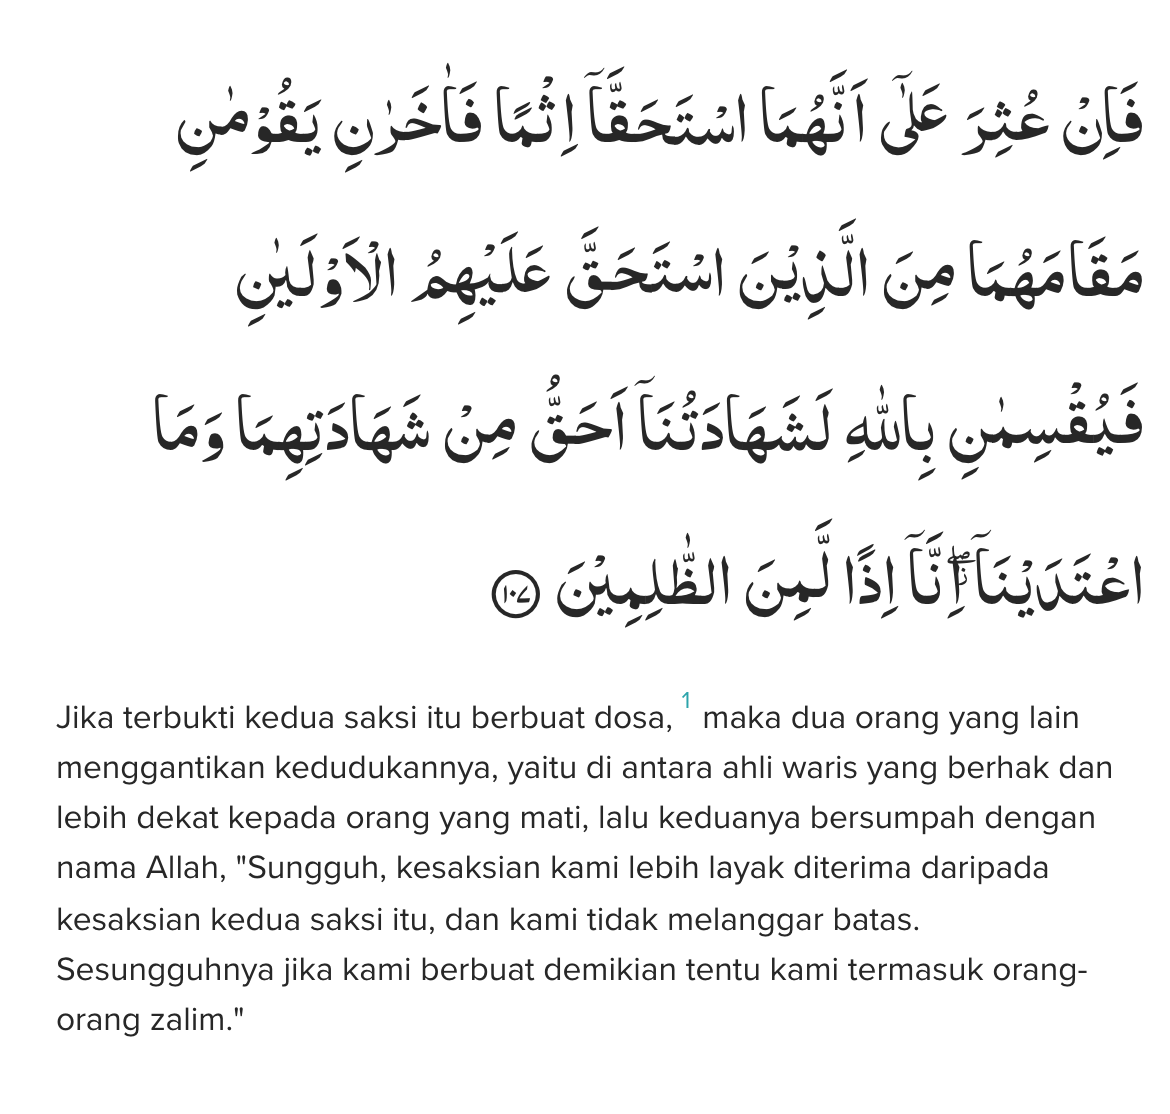 فَاِنْ عُثِرَ عَلٰٓى اَنَّهُمَا اسْتَحَقَّآ اِثْمًا فَاٰخَرٰنِ يَقُوْمٰنِ
مَقَامَهُمَا مِنَ الَّذِيْنَ اسْتَحَقَّ عَلَيْهِمُ الْاَوْلَيٰنِ
فَيُقْسِمٰنِ بِاللّٰهِ لَشَهَادَتُنَآ اَحَقُّ مِنْ شَهَادَتِهِمَا وَمَا
اعْتَدَيْنَآ ۖاِنَّآ اِذًا لَّمِنَ الظّٰلِمِيْنَ ١٠٧
Jika terbukti kedua saksi itu berbuat dosa, 1 maka dua orang yang lain
menggantikan kedudukannya, yaitu di antara ahli waris yang berhak dan
lebih dekat kepada orang yang mati, lalu keduanya bersumpah dengan
nama Allah, "Sungguh, kesaksian kami lebih layak diterima daripada
kesaksian kedua saksi itu, dan kami tidak melanggar batas.
Sesungguhnya jika kami berbuat demikian tentu kami termasuk orang-
orang zalim."